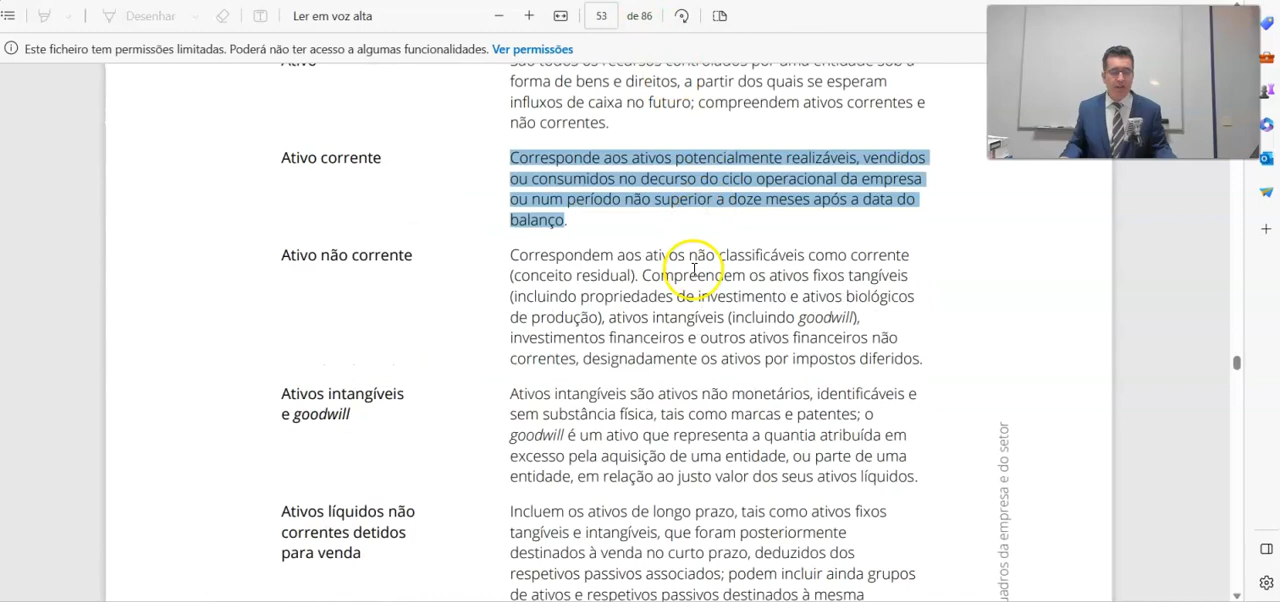 Desenhar
Ler em voz alta
53
de 86
Este ficheiro tem permissões limitadas. Poderá não ter acesso a algumas funcionalidades. Ver permissões
Ativo
São todos os recursos controlados por uma entidade sob a
forma de bens e direitos, a partir dos quais se esperam
influxos de caixa no futuro; compreendem ativos correntes e
não correntes.
Ativo corrente
Corresponde aos ativos potencialmente realizáveis, vendidos
ou consumidos no decurso do ciclo operacional da empresa
ou num período não superior a doze meses após a data do
balanço.
Ativo não corrente
Correspondem aos ativos não classificáveis como corrente
(conceito residual). Compreendem os ativos fixos tangíveis
(incluindo propriedades de investimento e ativos biológicos
de produção), ativos intangíveis (incluindo goodwill),
investimentos financeiros e outros ativos financeiros não
correntes, designadamente os ativos por impostos diferidos.
Ativos intangíveis
e goodwill
Ativos intangíveis são ativos não monetários, identificáveis e
sem substância física, tais como marcas e patentes; o
goodwill é um ativo que representa a quantia atribuída em
excesso pela aquisição de uma entidade, ou parte de uma
entidade, em relação ao justo valor dos seus ativos líquidos.
Ativos líquidos não
correntes detidos
para venda
Incluem os ativos de longo prazo, tais como ativos fixos
tangíveis e intangíveis, que foram posteriormente
destinados à venda no curto prazo, deduzidos dos
respetivos passivos associados; podem incluir ainda grupos
de ativos e respetivos passivos destinados à mesma
uadros da empresa e do setor